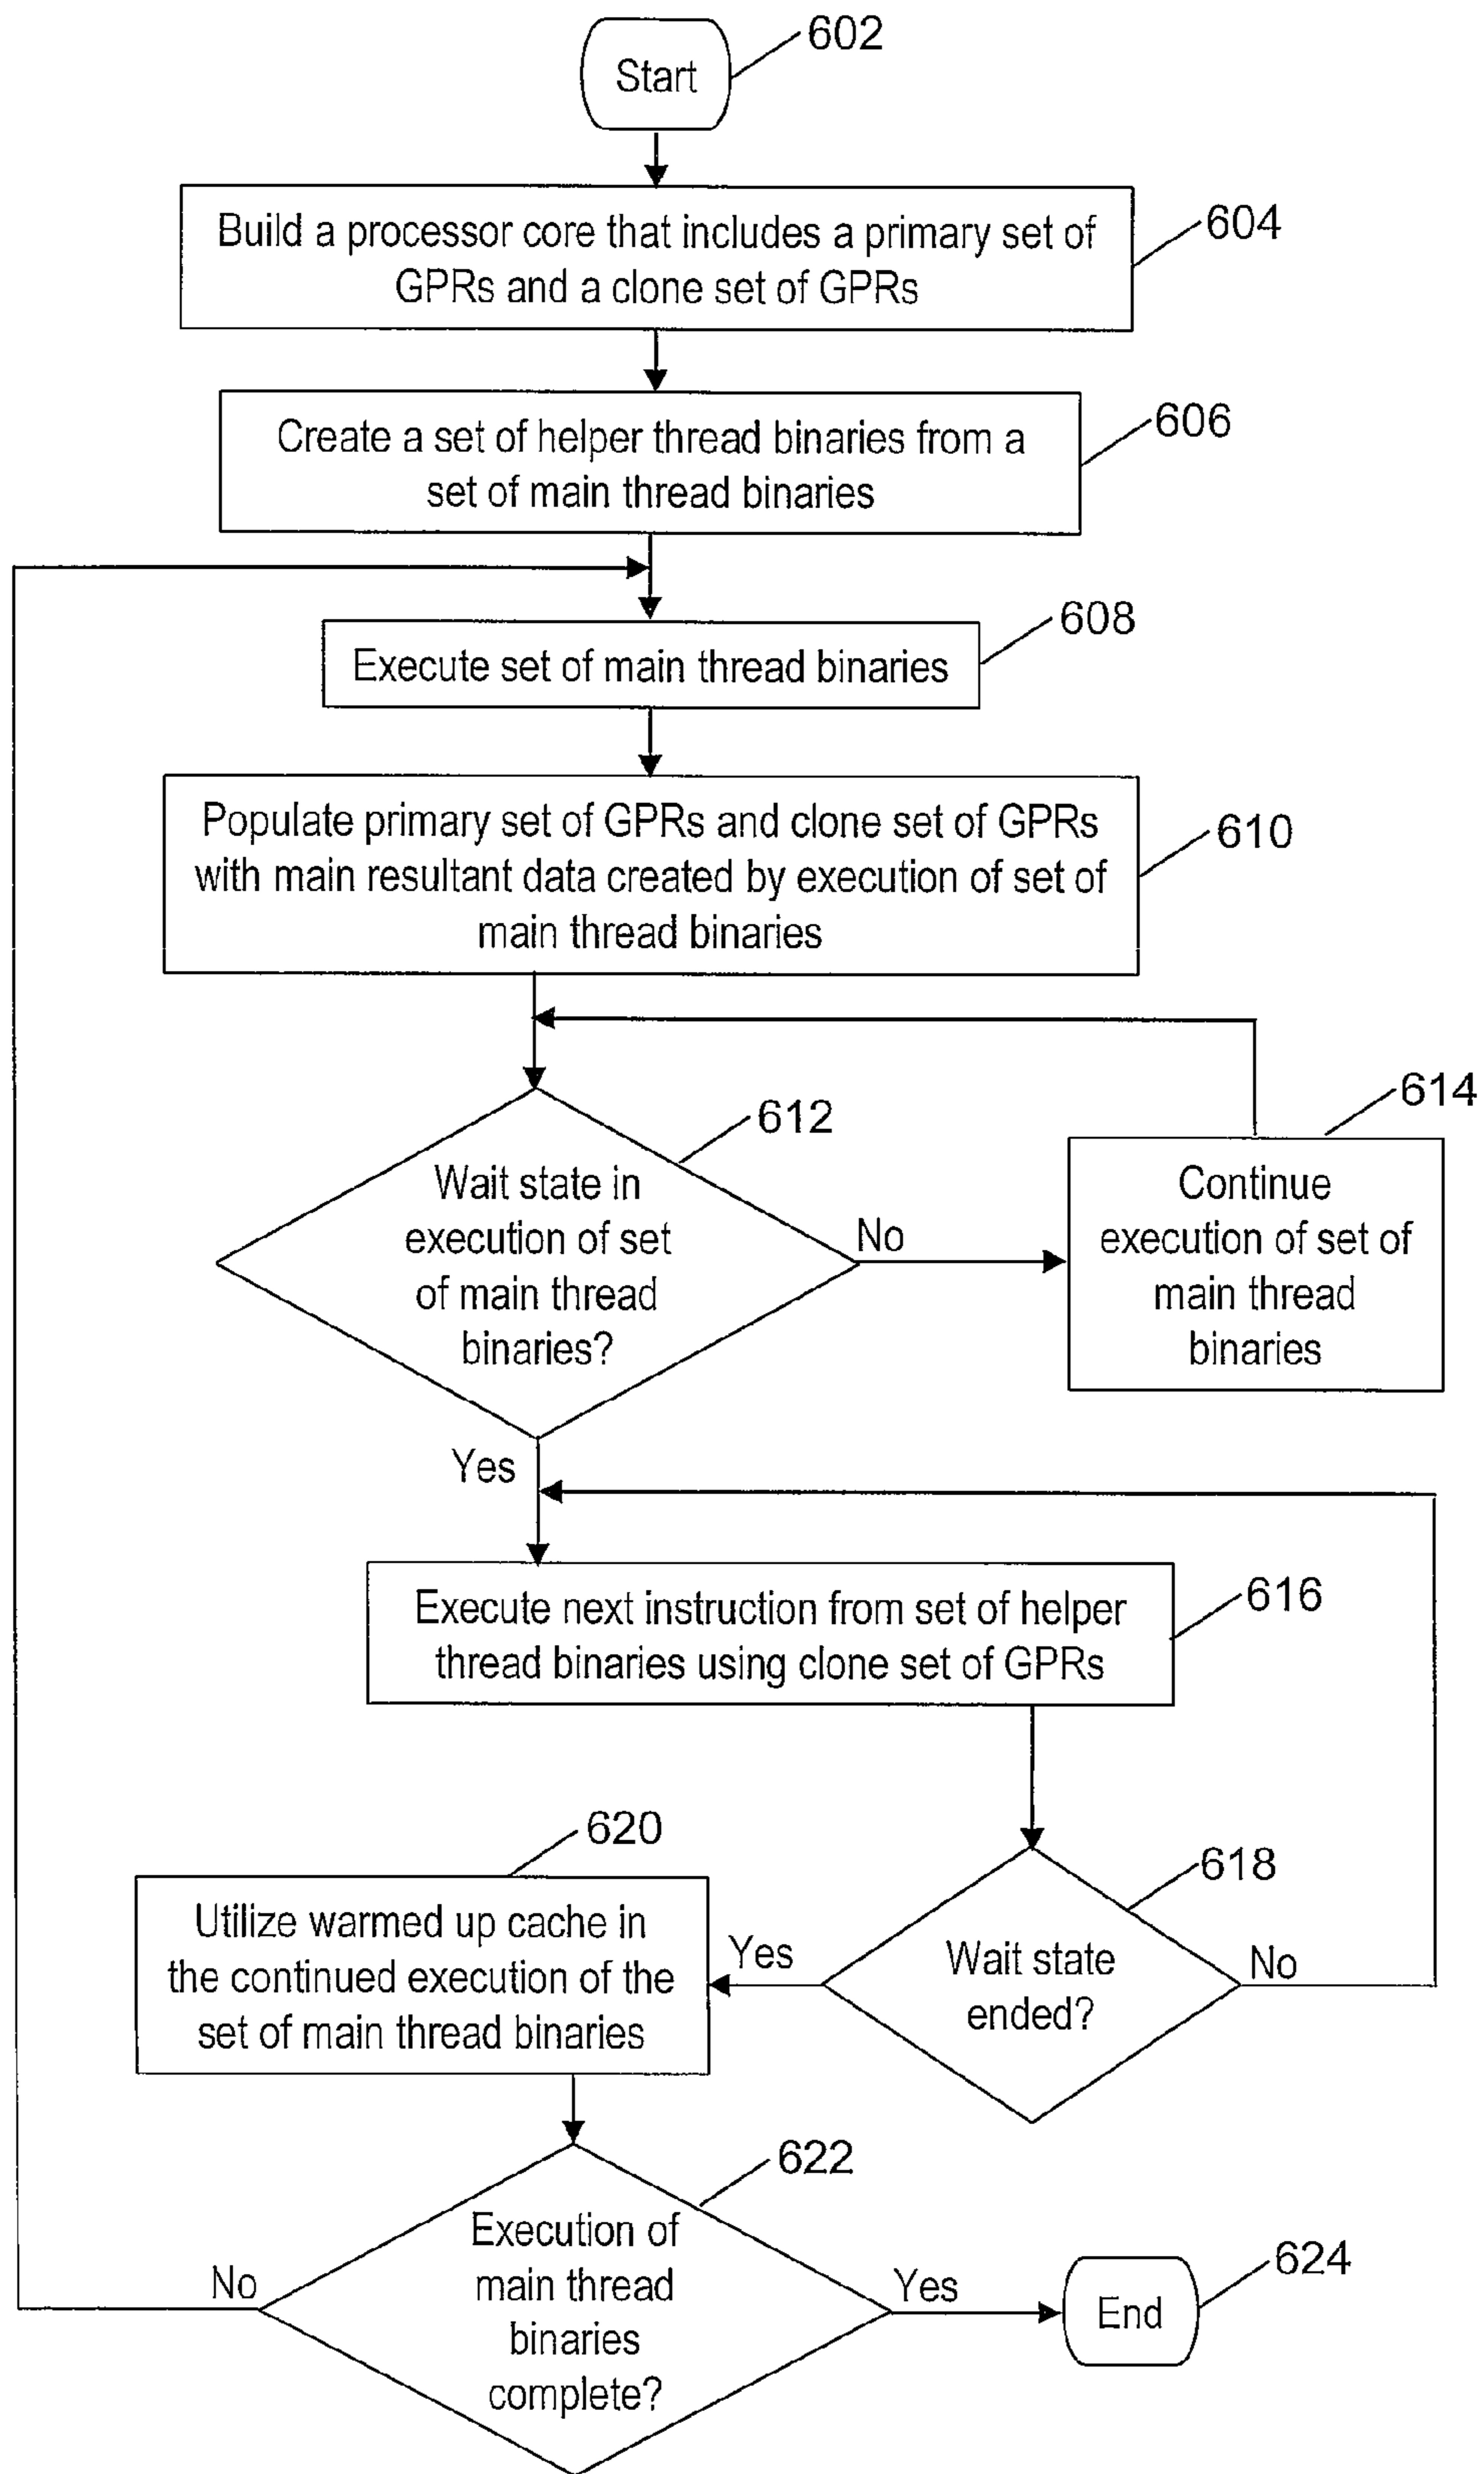 602
Start
604
Build a processor core that includes a primary set of
GPRs and a clone set of GPRs
606
Create a set of helper thread binaries from a
set of main thread binaries
608
Execute set of main thread binaries
610
Populate primary set of GPRs and clone set of GPRs
with main resultant data created by execution of set of
main thread binaries
612
Wait state in
execution of set
of main thread
binaries?
No
614
Continue
execution of set of
main thread
binaries
Yes
616
Execute next instruction from set of helper
thread binaries using clone set of GPRs
618
Wait state
ended?
No
Yes
620
Utilize warmed up cache in
the continued execution of the
set of main thread binaries
622
Execution of
main thread
binaries
complete?
No
Yes
624
End